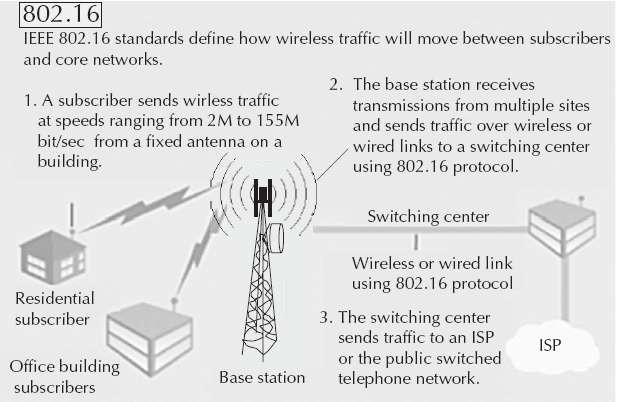 802.16
IEEE 802.16 standards define how wireless traffic will move between subscribers
and core networks.
1. A subscriber sends wirless traffic
at speeds ranging from 2M to 155M
bit/sec from a fixed antenna on a
building.
2. The base station receives
transmissions from multiple sites
and sends traffic over wireless or
wired links to a switching center
using 802.16 protocol.
Switching center
Wireless or wired link
using 802.16 protocol
Residential
subscriber
3. The switching center
sends traffic to an ISP
or the public switched
telephone network.
ISP
Office building
subscribers
Base station